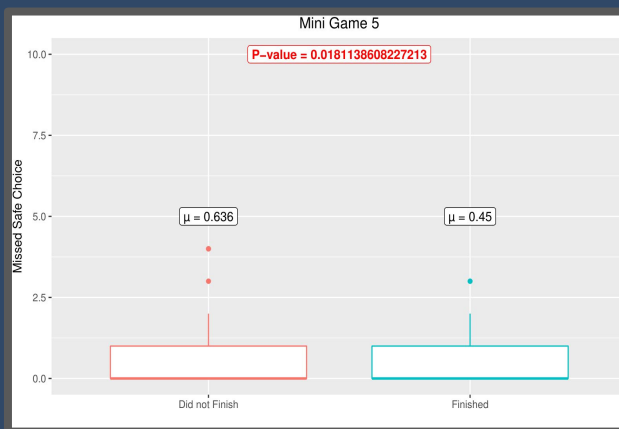 Mini Game 5
P-value = 0.0181138608227213
10.0
7.5
5.0
2.5
0.0
Missed Safe Choice
μ = 0.636
μ = 0.45
Did not Finish
Finished